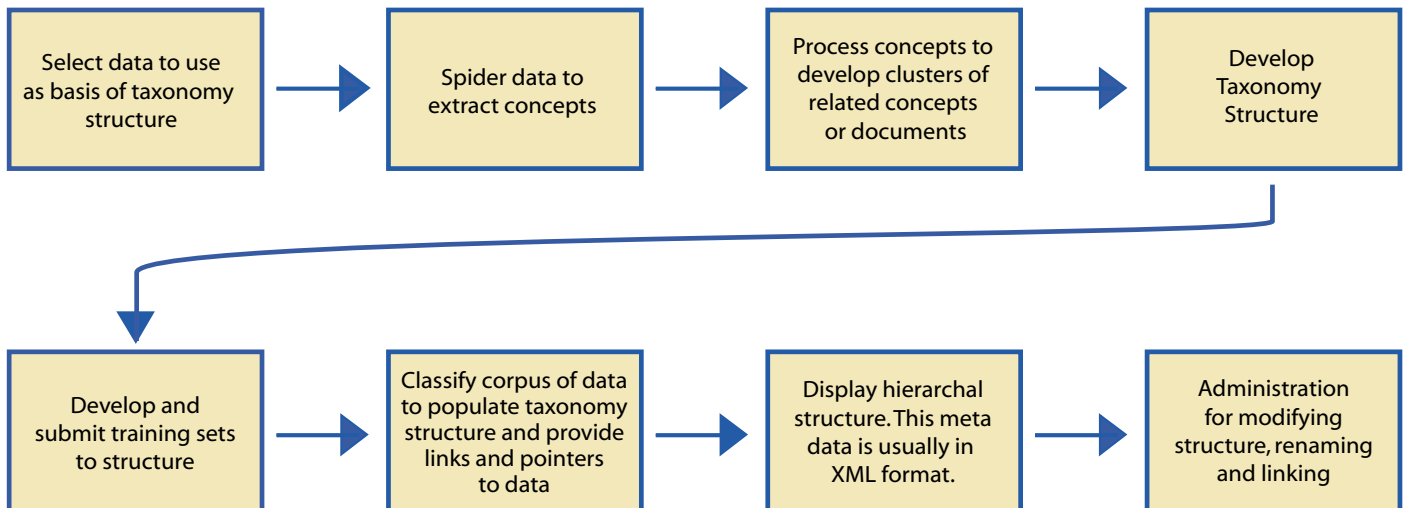 Select data to use
as basis of taxonomy
structure
Spider data to
extract concepts
Process concepts to
develop clusters of
related concepts
or documents
Develop
Taxonomy
Structure
Develop and
submit training sets
to structure
Classify corpus of data
to populate taxonomy
structure and provide
links and pointers
to data
Display hierarchal
structure. This meta
data is usually in
XML format.
Administration
for modifying
structure, renaming
and linking